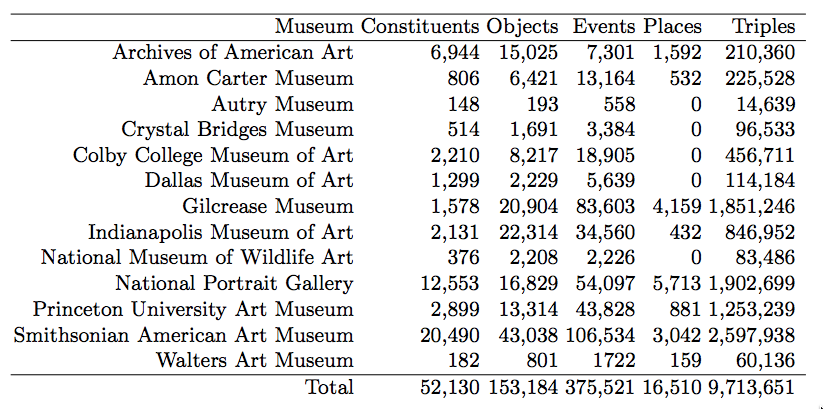 Museum Constituents Objects Events Places Triples
Archives of American Art 6,944 15,025 7,301 1,592 210,360
Amon Carter Museum 806 6,421 13,164 532 225,528
Autry Museum 148 193 558 0 14,639
Crystal Bridges Museum 514 1,691 3,384 0 96,533
Colby College Museum of Art 2,210 8,217 18,905 0 456,711
Dallas Museum of Art 1,299 2,229 5,639 0 114,184
Gilcrease Museum 1,578 20,904 83,603 4,159 1,851,246
Indianapolis Museum of Art 2,131 22,314 34,560 432 846,952
National Museum of Wildlife Art 376 2,208 2,226 0 83,486
National Portrait Gallery 12,553 16,829 54,097 5,713 1,902,699
Princeton University Art Museum 2,899 13,314 43,828 881 1,253,239
Smithsonian American Art Museum 20,490 43,038 106,534 3,042 2,597,938
Walters Art Museum 182 801 1722 159 60,136
Total 52,130 153,184 375,521 16,510 9,713,651